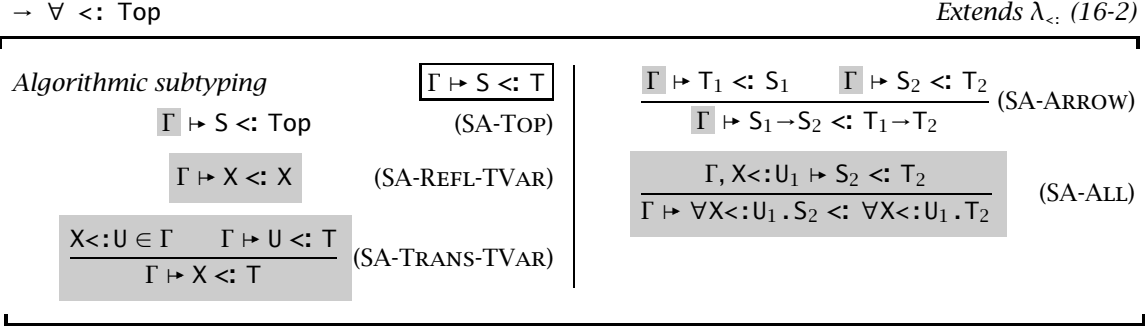 → ∀ <: Top Extends λ<: (16-2)
Algorithmic subtyping Γ ↦ S <: T
Γ ↦ S <: Top (SA-TOP)
Γ ↦ X <: X (SA-REFL-TVAR)
X<:U ∈ Γ Γ ↦ U <: T
Γ ↦ X <: T
(SA-TRANS-TVAR)
Γ ↦ T₁ <: S₁ Γ ↦ S₂ <: T₂
Γ ↦ S₁→S₂ <: T₁→T₂
(SA-ARROW)
Γ, X<:U₁ ↦ S₂ <: T₂
Γ ↦ ∀X<:U₁.S₂ <: ∀X<:U₁.T₂
(SA-ALL)